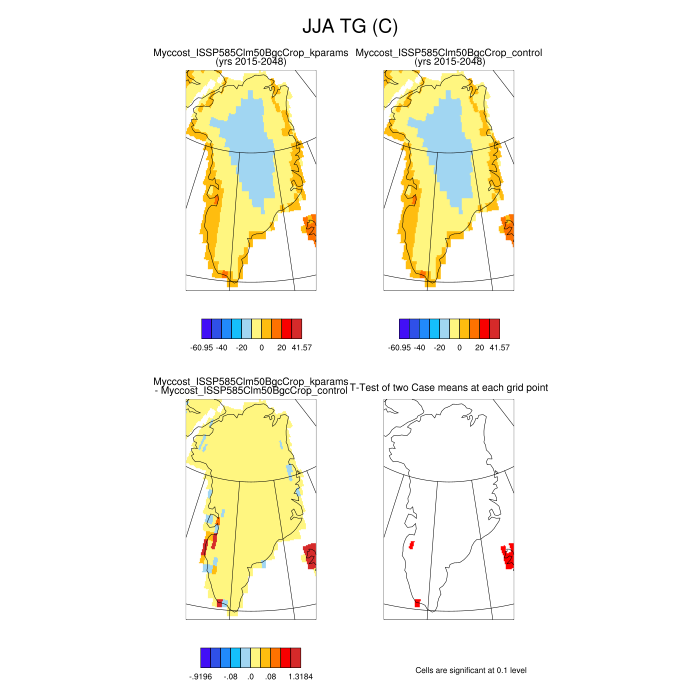 JJA TG (C)
Myccost_ISSP585Clm50BgcCrop_kparams
(yrs 2015-2048)
Myccost_ISSP585Clm50BgcCrop_control
(yrs 2015-2048)
-60.95 -40 -20 0 20 41.57
-60.95 -40 -20 0 20 41.57
Myccost_ISSP585Clm50BgcCrop_kparams
- Myccost_ISSP585Clm50BgcCrop_control
T-Test of two Case means at each grid point
-.9196 -.08 .0 .08 1.3184
Cells are significant at 0.1 level